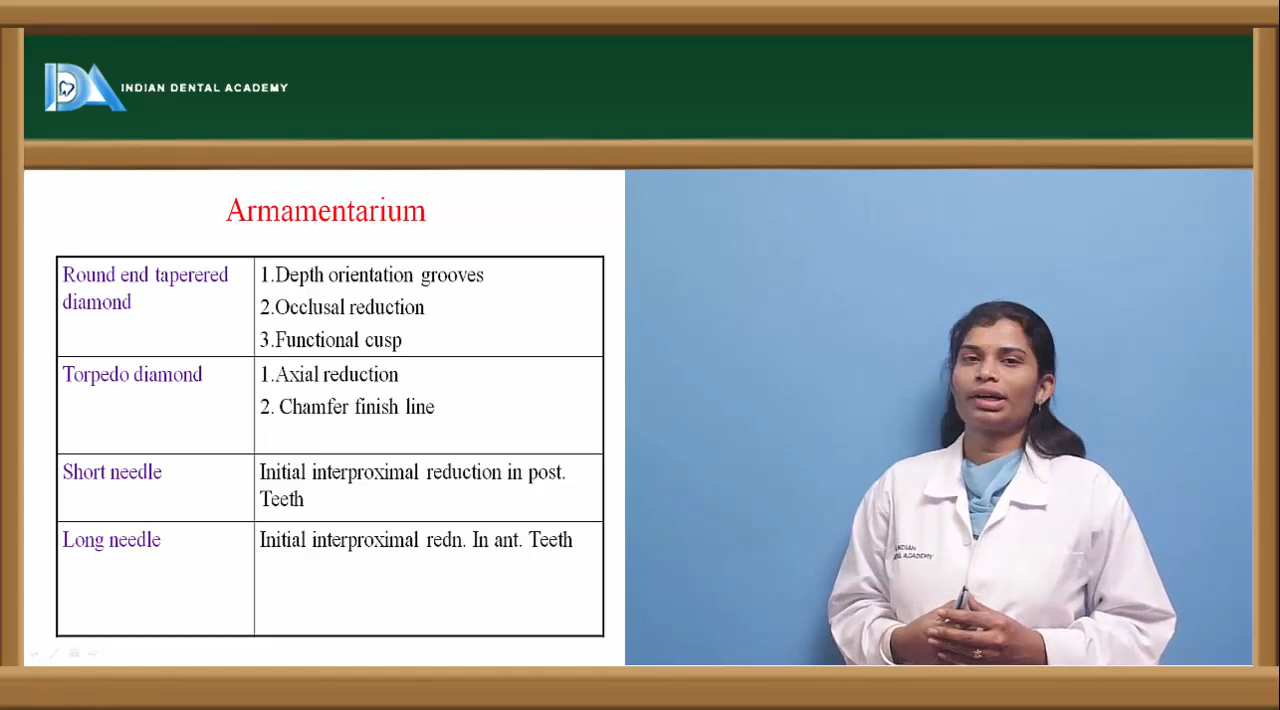 INDIAN DENTAL ACADEMY
Armamentarium
Round end taperered
diamond
1.Depth orientation grooves
2.Occlusal reduction
3.Functional cusp
Torpedo diamond
1.Axial reduction
2. Chamfer finish line
Short needle
Initial interproximal reduction in post.
Teeth
Long needle
Initial interproximal redn. In ant. Teeth
INDIAN
ACADEMY